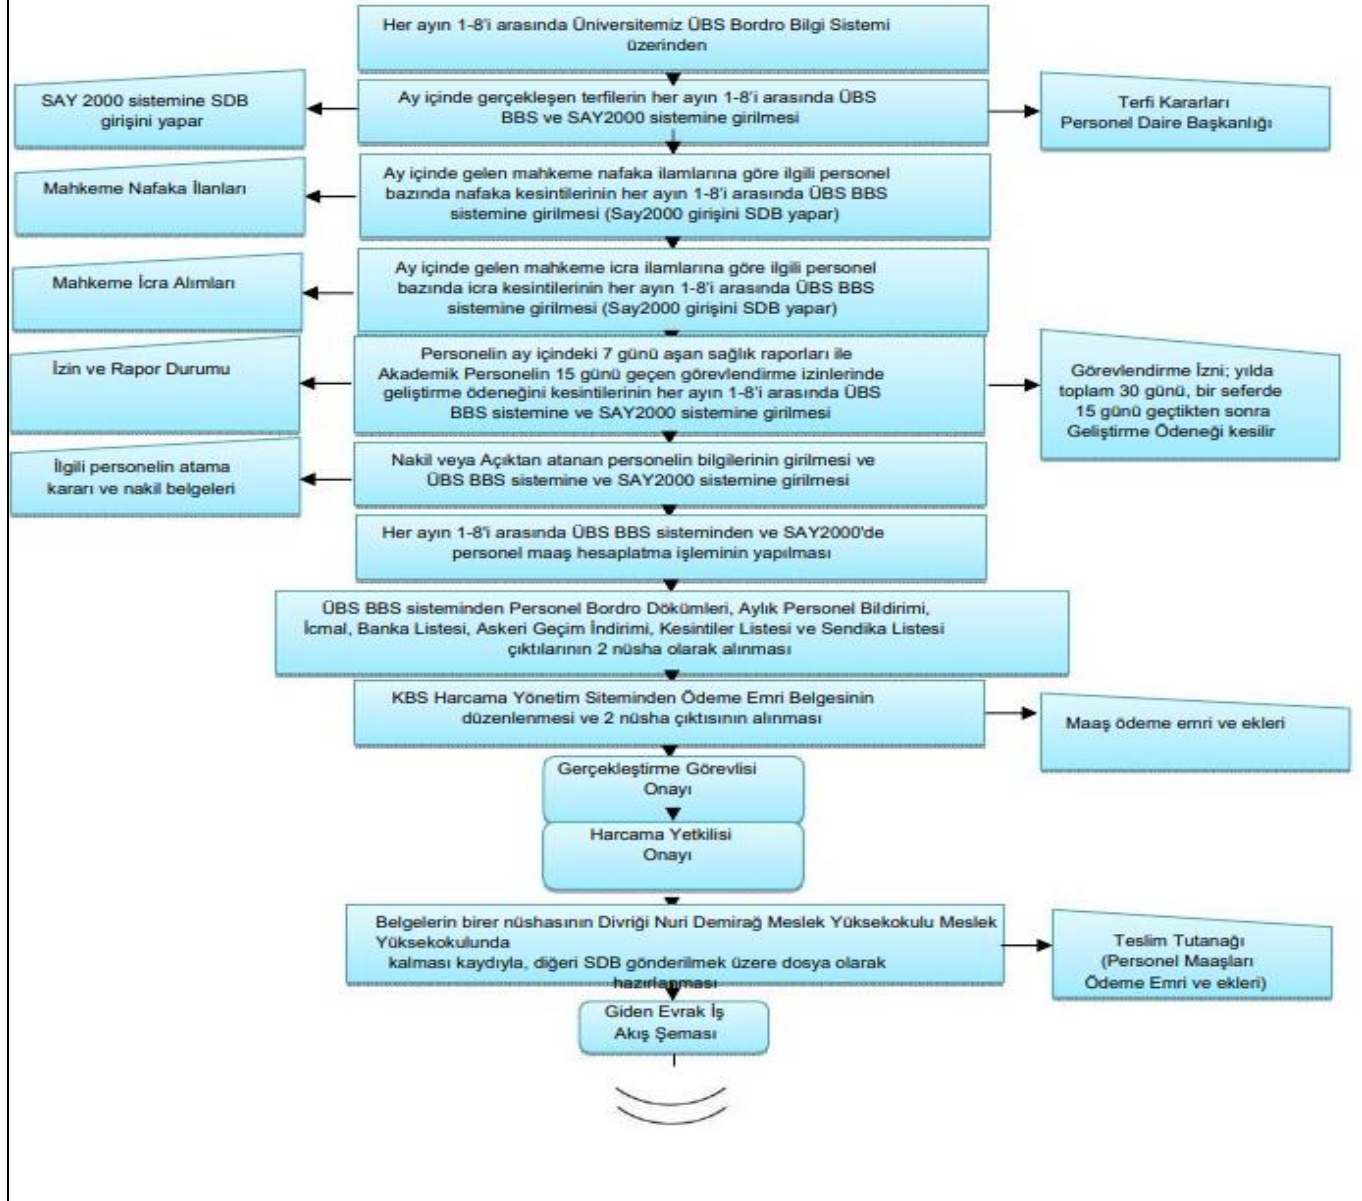 Her ayın 1-8'i arasında Üniversitemiz ÜBS Bordro Bilgi Sistemi
üzerinden
SAY 2000 sistemine SDB
girişini yapar
Ay içinde gerçekleşen terfilerin her ayın 1-8'i arasında ÜBS
BBS ve SAY2000 sistemine girilmesi
Terfi Kararları
Personel Daire Başkanlığı
Mahkeme Nafaka İlanları
Ay içinde gelen mahkeme nafaka ilamlarına göre ilgili personel
bazında nafaka kesintilerinin her ayın 1-8'i arasında ÜBS BBS
sistemine girilmesi (Say2000 girişini SDB yapar)
Mahkeme İcra Alımları
Ay içinde gelen mahkeme icra ilamlarına göre ilgili personel
bazında icra kesintilerinin her ayın 1-8'i arasında ÜBS BBS
sistemine girilmesi (Say2000 girişini SDB yapar)
İzin ve Rapor Durumu
Personelin ay içindeki 7 günü aşan sağlık raporları ile
Akademik Personelin 15 günü geçen görevlendirme izinlerinde
geliştirme ödeneğini kesintilerinin her ayın 1-8'i arasında ÜBS
BBS sistemine ve SAY2000 sistemine girilmesi
Görevlendirme İzni; yılda
toplam 30 günü, bir seferde
15 günü geçtikten sonra
Geliştirme Ödeneği kesilir
İlgili personelin atama
kararı ve nakil belgeleri
Nakil veya Açıktan atanan personelin bilgilerinin girilmesi ve
ÜBS BBS sistemine ve SAY2000 sistemine girilmesi
Her ayın 1-8'i arasında ÜBS BBS sisteminden ve SAY2000'de
personel maaş hesaplatma işleminin yapılması
ÜBS BBS sisteminden Personel Bordro Dökümleri, Aylık Personel Bildirimi,
İcmal, Banka Listesi, Askeri Geçim İndirimi, Kesintiler Listesi ve Sendika Listesi
çıktılarının 2 nüsha olarak alınması
KBS Harcama Yönetim Siteminden Ödeme Emri Belgesinin
düzenlenmesi ve 2 nüsha çıktısının alınması
Maaş ödeme emri ve ekleri
Gerçekleştirme Görevlisi
Onayı
Harcama Yetkilisi
Onayı
Belgelerin birer nüshasının Divriği Nuri Demirağ Meslek Yüksekokulu Meslek
Yüksekokulunda
kalması kaydıyla, diğeri SDB gönderilmek üzere dosya olarak
hazırlanması
Teslim Tutanağı
(Personel Maaşları
Ödeme Emri ve ekleri)
Giden Evrak İş
Akış Şeması